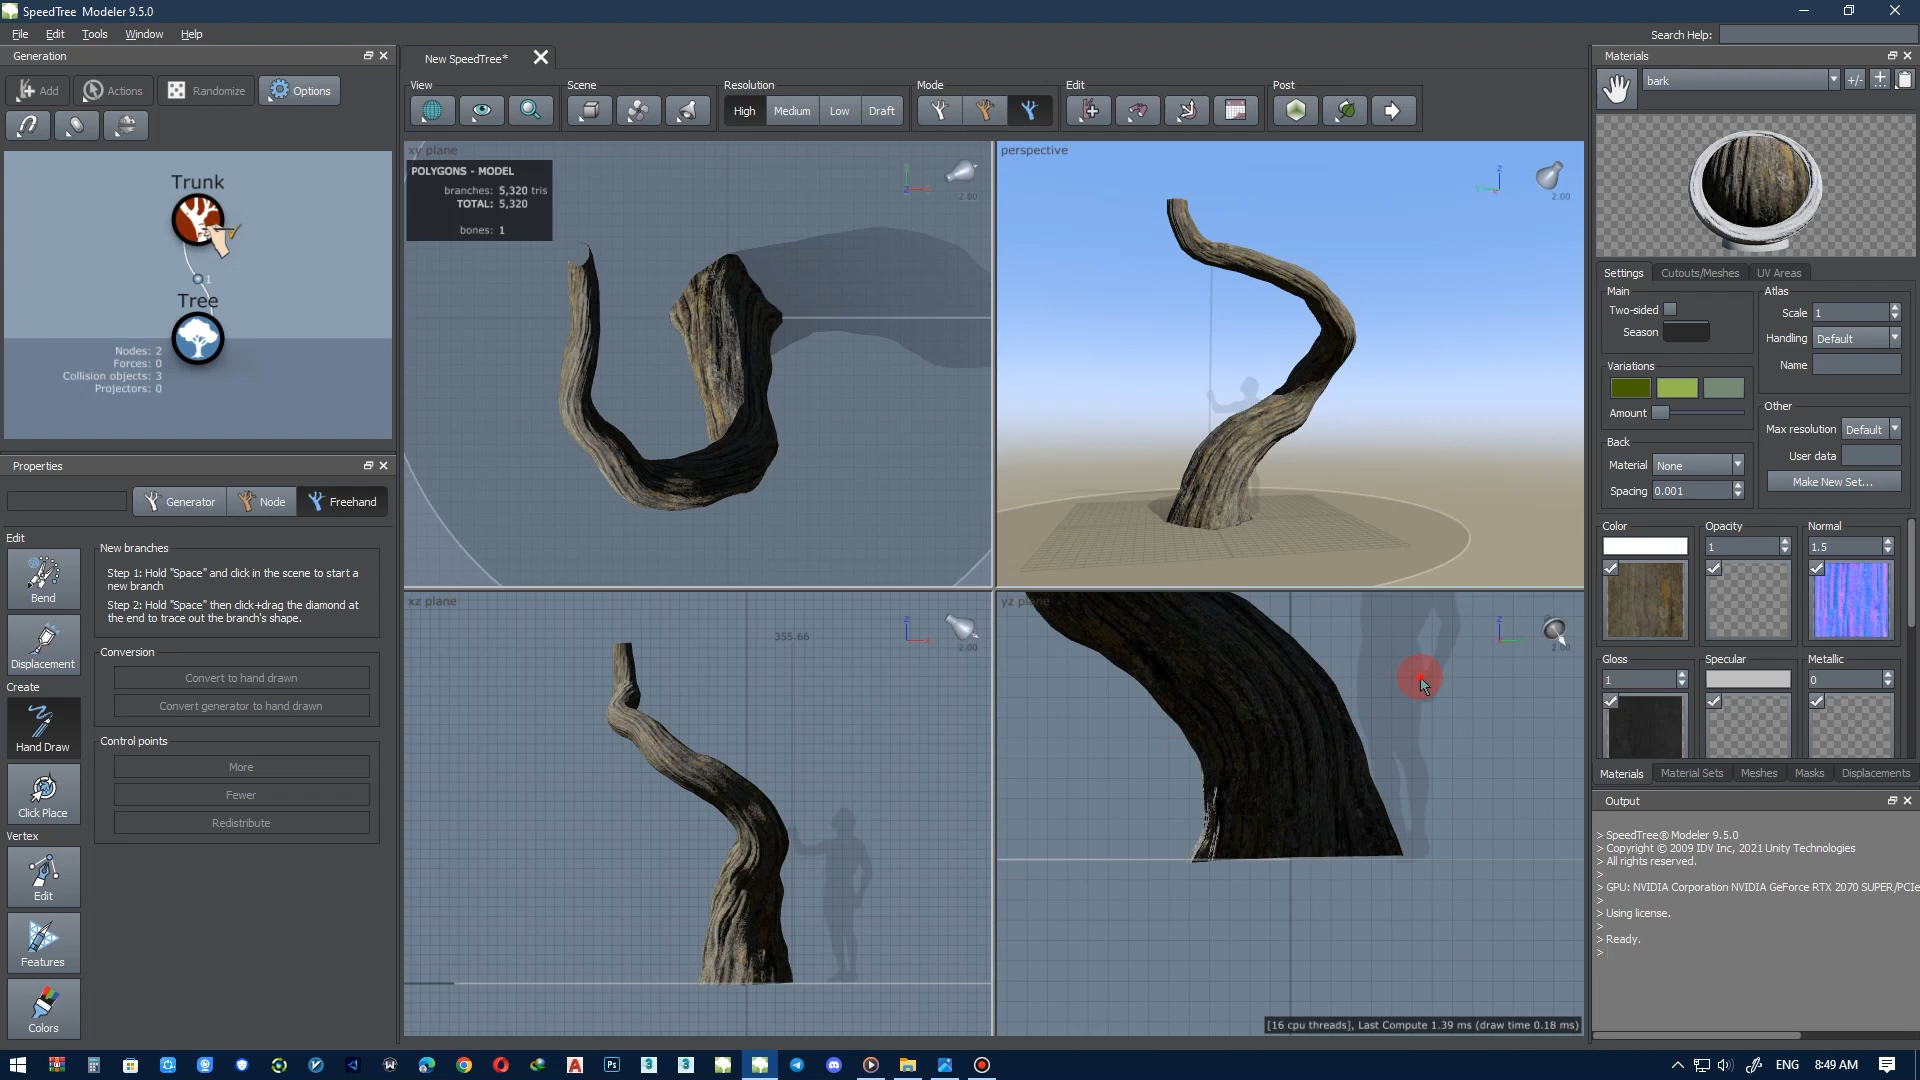 SpeedTree Modeler 9.5.0
File Edit Tools Window Help
Search Help:
Generation
Add Actions Randomize Options
Trunk
1
Tree
Nodes: 2
Forces: 0
Collision objects: 3
Projectors: 0
Properties
Generator Node Freehand
Edit
Bend
Displacement
Create
Hand Draw
Click Place
Vertex
Edit
Features
Colors
New branches
Step 1: Hold "Space" and click in the scene to start a
new branch
Step 2: Hold "Space" then click+drag the diamond at
the end to trace out the branch's shape.
Conversion
Convert to hand drawn
Convert generator to hand drawn
Control points
More
Fewer
Redistribute
New SpeedTree*
View Scene Resolution Mode Edit Post
High Medium Low Draft
xy plane
POLYGONS - MODEL
branches: 5,320 tris
TOTAL: 5,320
bones: 1
2.00
perspective
2.00
xz plane
355.66
2.00
yz plane
2.00
[16 cpu threads], Last Compute 1.39 ms (draw time 0.18 ms)
Materials
bark
+/-
Settings Cutouts/Meshes UV Areas
Main
Two-sided
Season
Variations
Amount
Back
Material None
Spacing 0.001
Atlas
Scale 1
Handling Default
Name
Other
Max resolution Default
User data
Make New Set...
Color Opacity Normal
1 1.5
Gloss Specular Metallic
1 0
Materials Material Sets Meshes Masks Displacements
Output
> SpeedTree® Modeler 9.5.0
> Copyright © 2009 IDV Inc, 2021 Unity Technologies
> All rights reserved.
>
> GPU: NVIDIA Corporation NVIDIA GeForce RTX 2070 SUPER/PCIe
>
> Using license.
>
> Ready.
>
ENG 8:49 AM